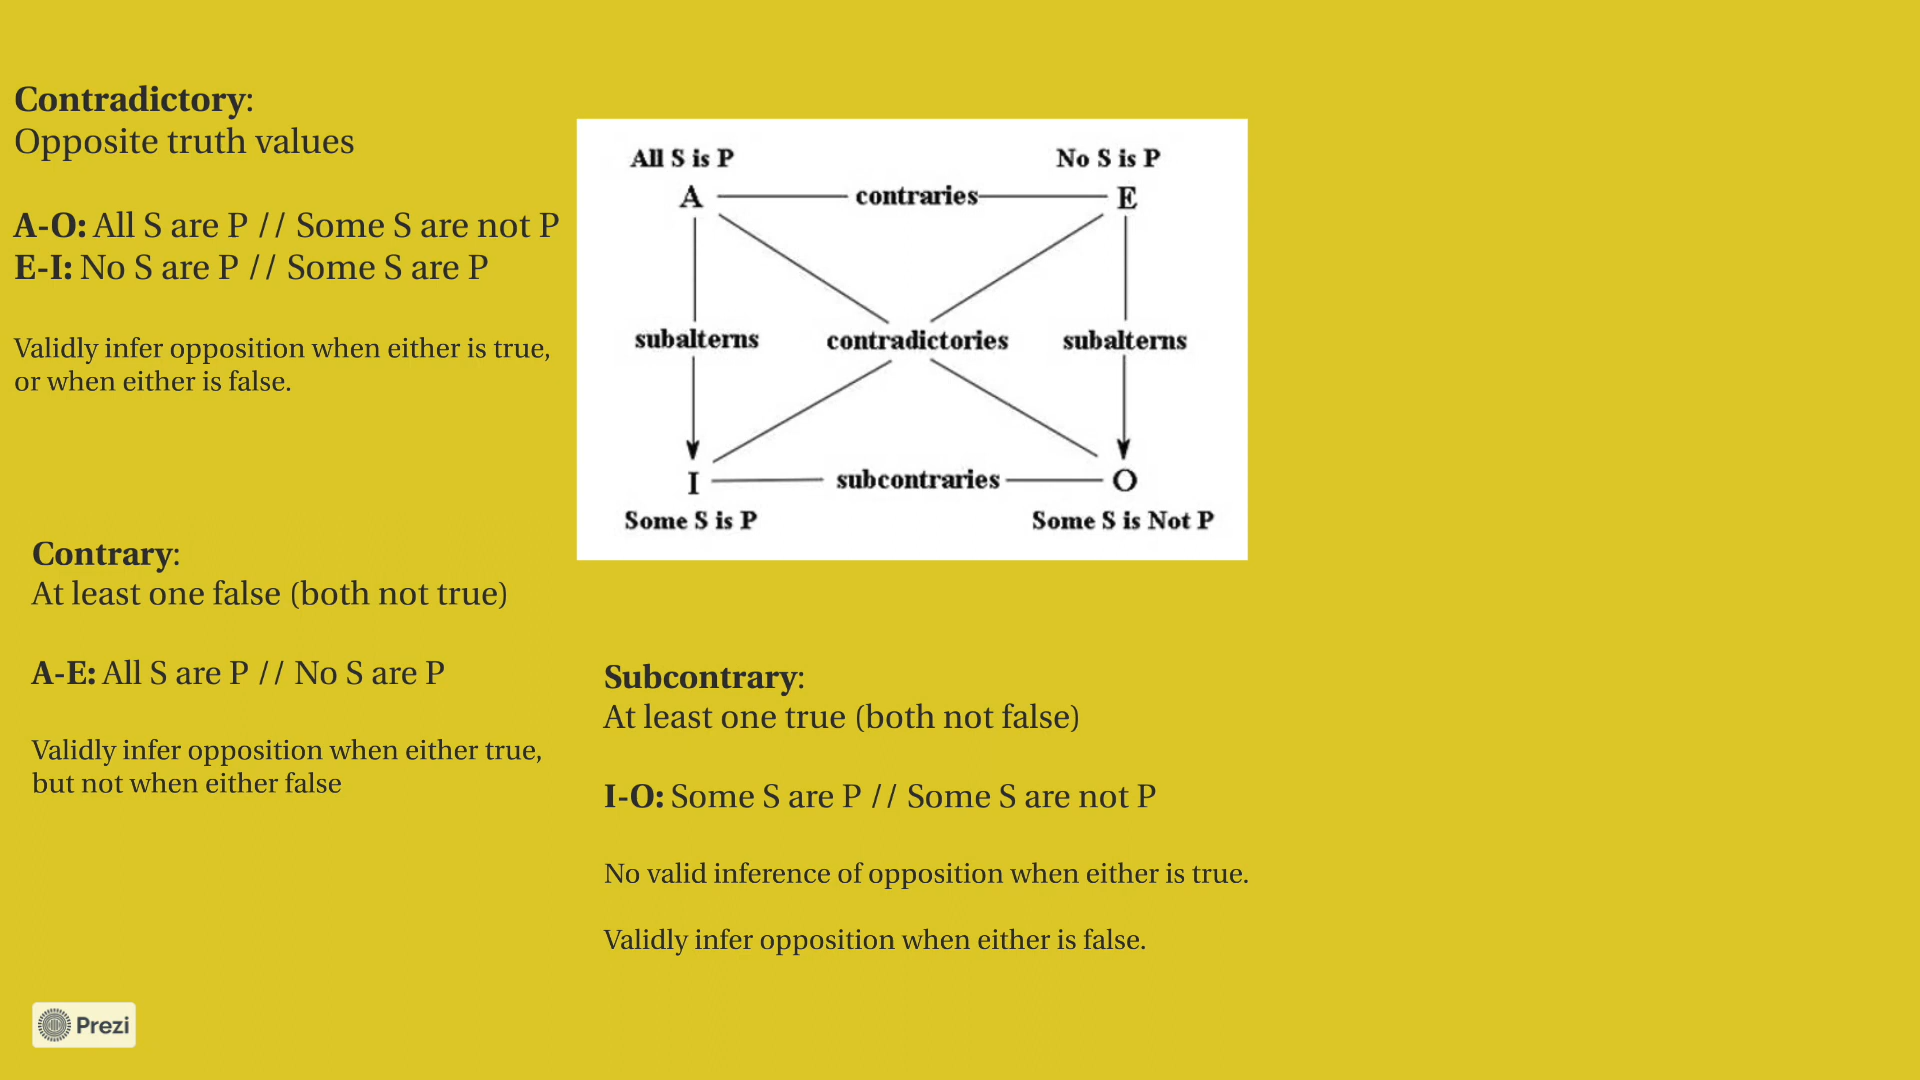 Contradictory:
Opposite truth values
A-O: All S are P // Some S are not P
E-I: No S are P // Some S are P
Validly infer opposition when either is true,
or when either is false.
All S is P
No S is P
A
contraries
E
subalterns
contradictories
subalterns
I
subcontraries
O
Some S is P
Some S is Not P
Contrary:
At least one false (both not true)
A-E: All S are P // No S are P
Validly infer opposition when either true,
but not when either false
Subcontrary:
At least one true (both not false)
I-O: Some S are P // Some S are not P
No valid inference of opposition when either is true.
Validly infer opposition when either is false.
Prezi